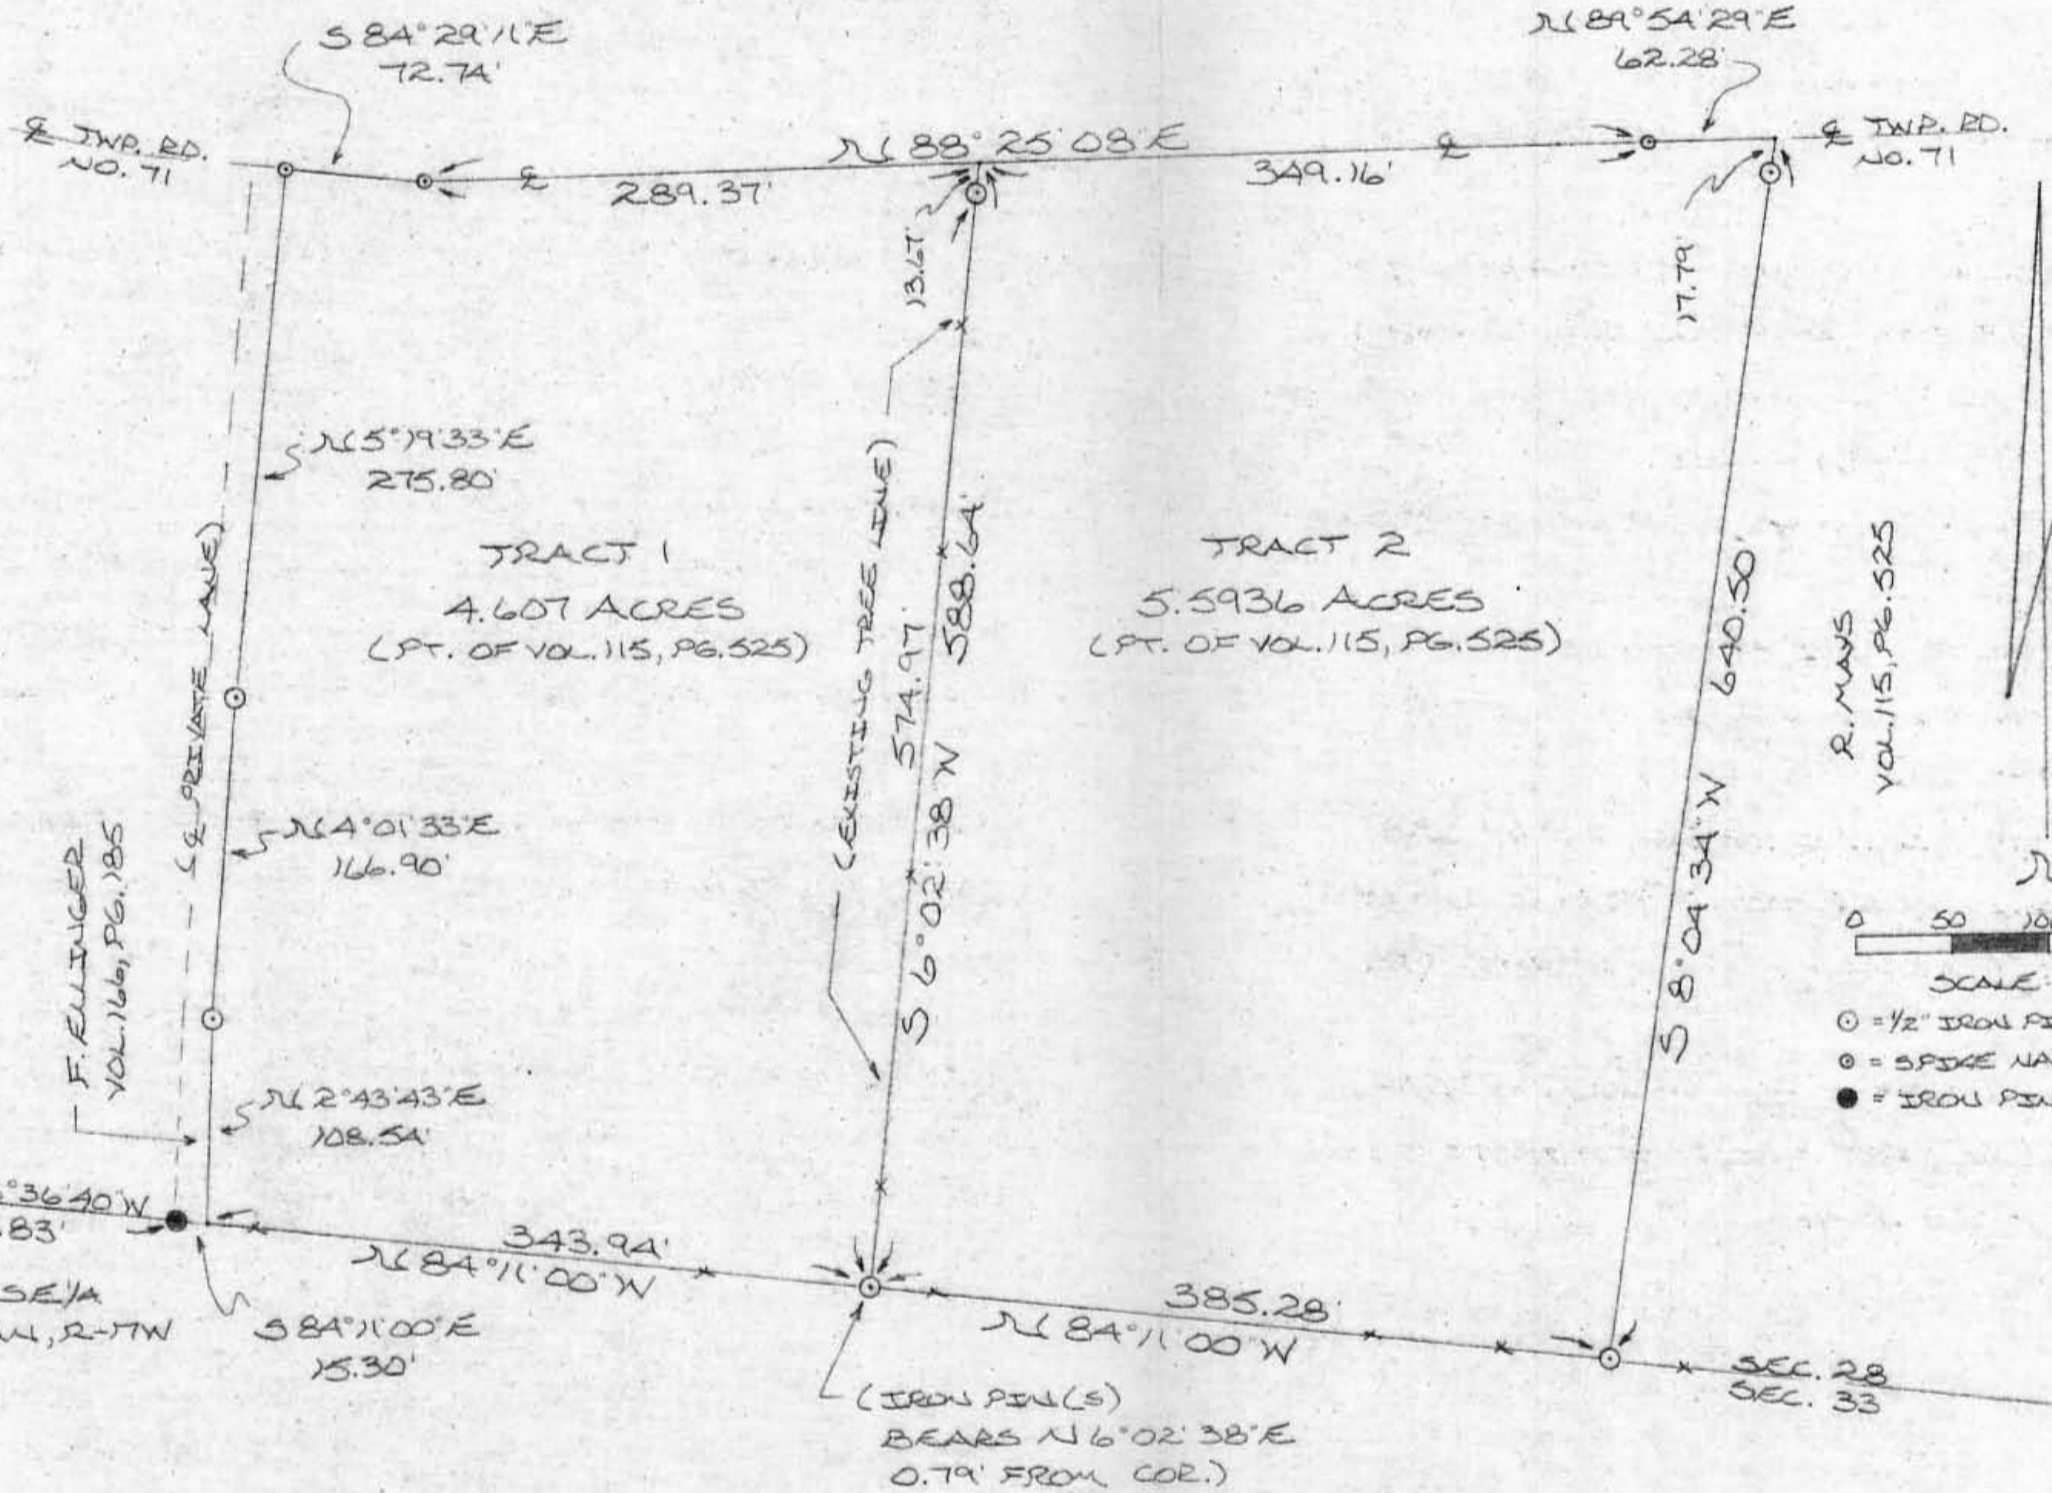 S 84° 29' 11" E
72.74'
N 89° 54' 29" E
62.28'
℄ TWP. RD.
NO. 71
N 88° 25' 08" E
℄
℄
289.37'
349.16'
℄ TWP. RD.
NO. 71
13.67'
17.79'
N 5° 19' 33" E
275.80'
TRACT 1
4.607 ACRES
(PT. OF VOL. 115, PG. 525)
(EXISTING TREE LINE)
574.97'
588.64'
S 6° 02' 38" W
TRACT 2
5.5936 ACRES
(PT. OF VOL. 115, PG. 525)
640.50'
S 8° 04' 34" W
R. MAYS
VOL. 115, PG. 525
(℄ PRIVATE LANE)
N 4° 01' 33" E
166.90'
F. ELLINGER
VOL. 166, PG. 185
N 2° 43' 43" E
108.54'
N
0 50 10
SCALE
⊙ = 1/2" IRON PI
⊙ = SPIKE NA
● = IRON PIN
°36'40" W
.83'
343.94'
N 84° 11' 00" W
SE 1/4
N, R-17W
S 84° 11' 00" E
15.30'
385.28'
N 84° 11' 00" W
SEC. 28
SEC. 33
(IRON PIN(S)
BEARS N 6° 02' 38" E
0.79' FROM COR.)